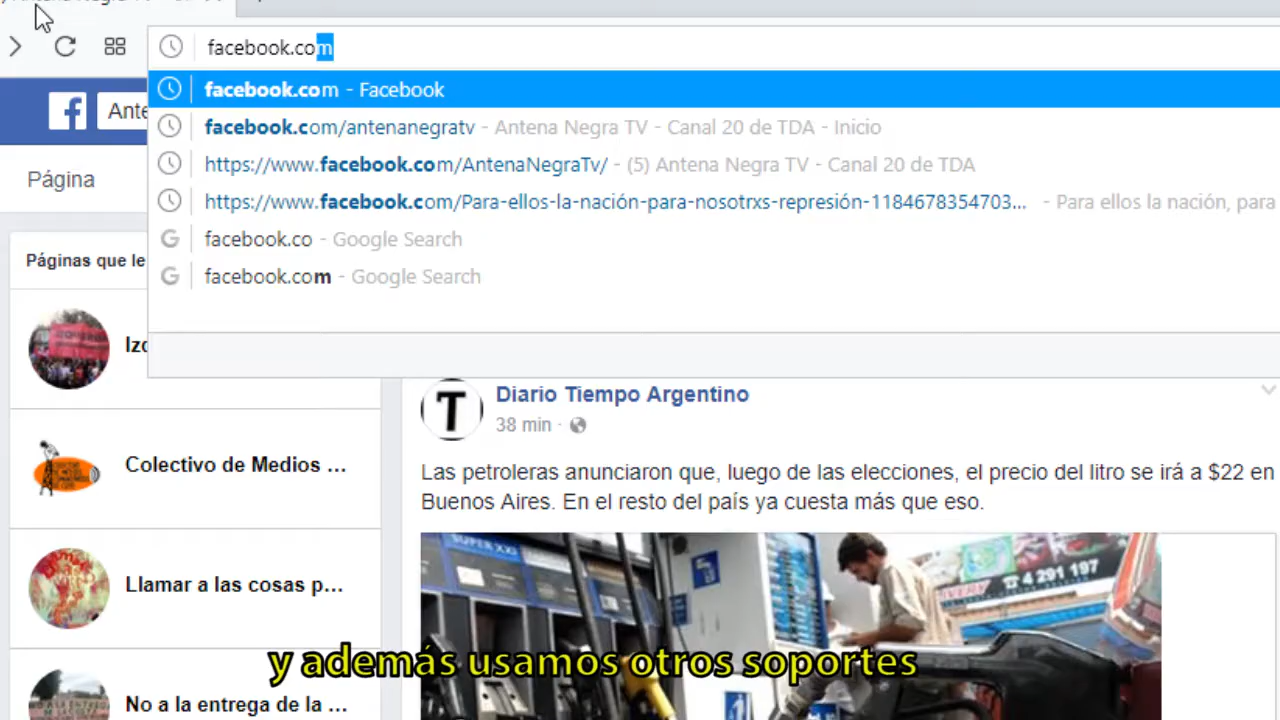 facebook.com
facebook.com - Facebook
Ante
facebook.com/antenanegratv - Antena Negra TV - Canal 20 de TDA - Inicio
https://www.facebook.com/AntenaNegraTv/ - (5) Antena Negra TV - Canal 20 de TDA
Página
https://www.facebook.com/Para-ellos-la-nación-para-nosotrxs-represión-1184678354703... - Para ellos la nación, para
facebook.co - Google Search
Páginas que le
facebook.com - Google Search
Izq
T
Diario Tiempo Argentino
38 min
Colectivo de Medios ...
Las petroleras anunciaron que, luego de las elecciones, el precio del litro se irá a $22 en
Buenos Aires. En el resto del país ya cuesta más que eso.
SUPER XXI
5
4 291 197
Llamar a las cosas p...
y además usamos otros soportes
No a la entrega de la ...